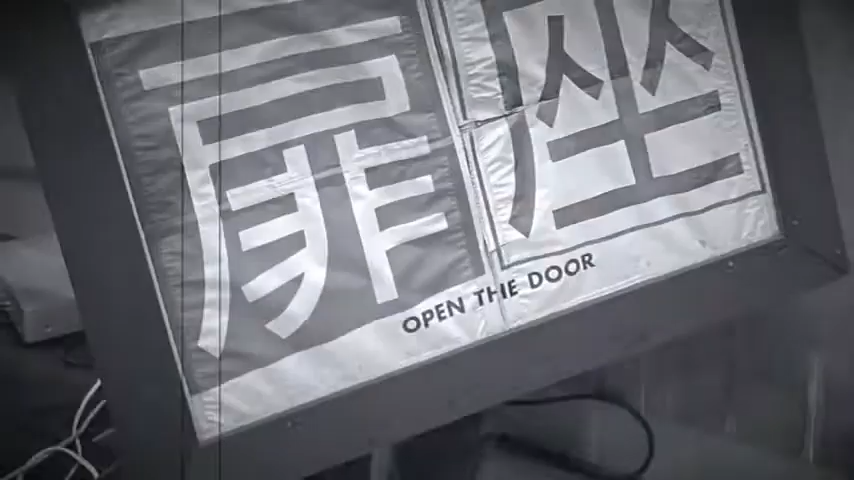 扉座
OPEN THE DOOR